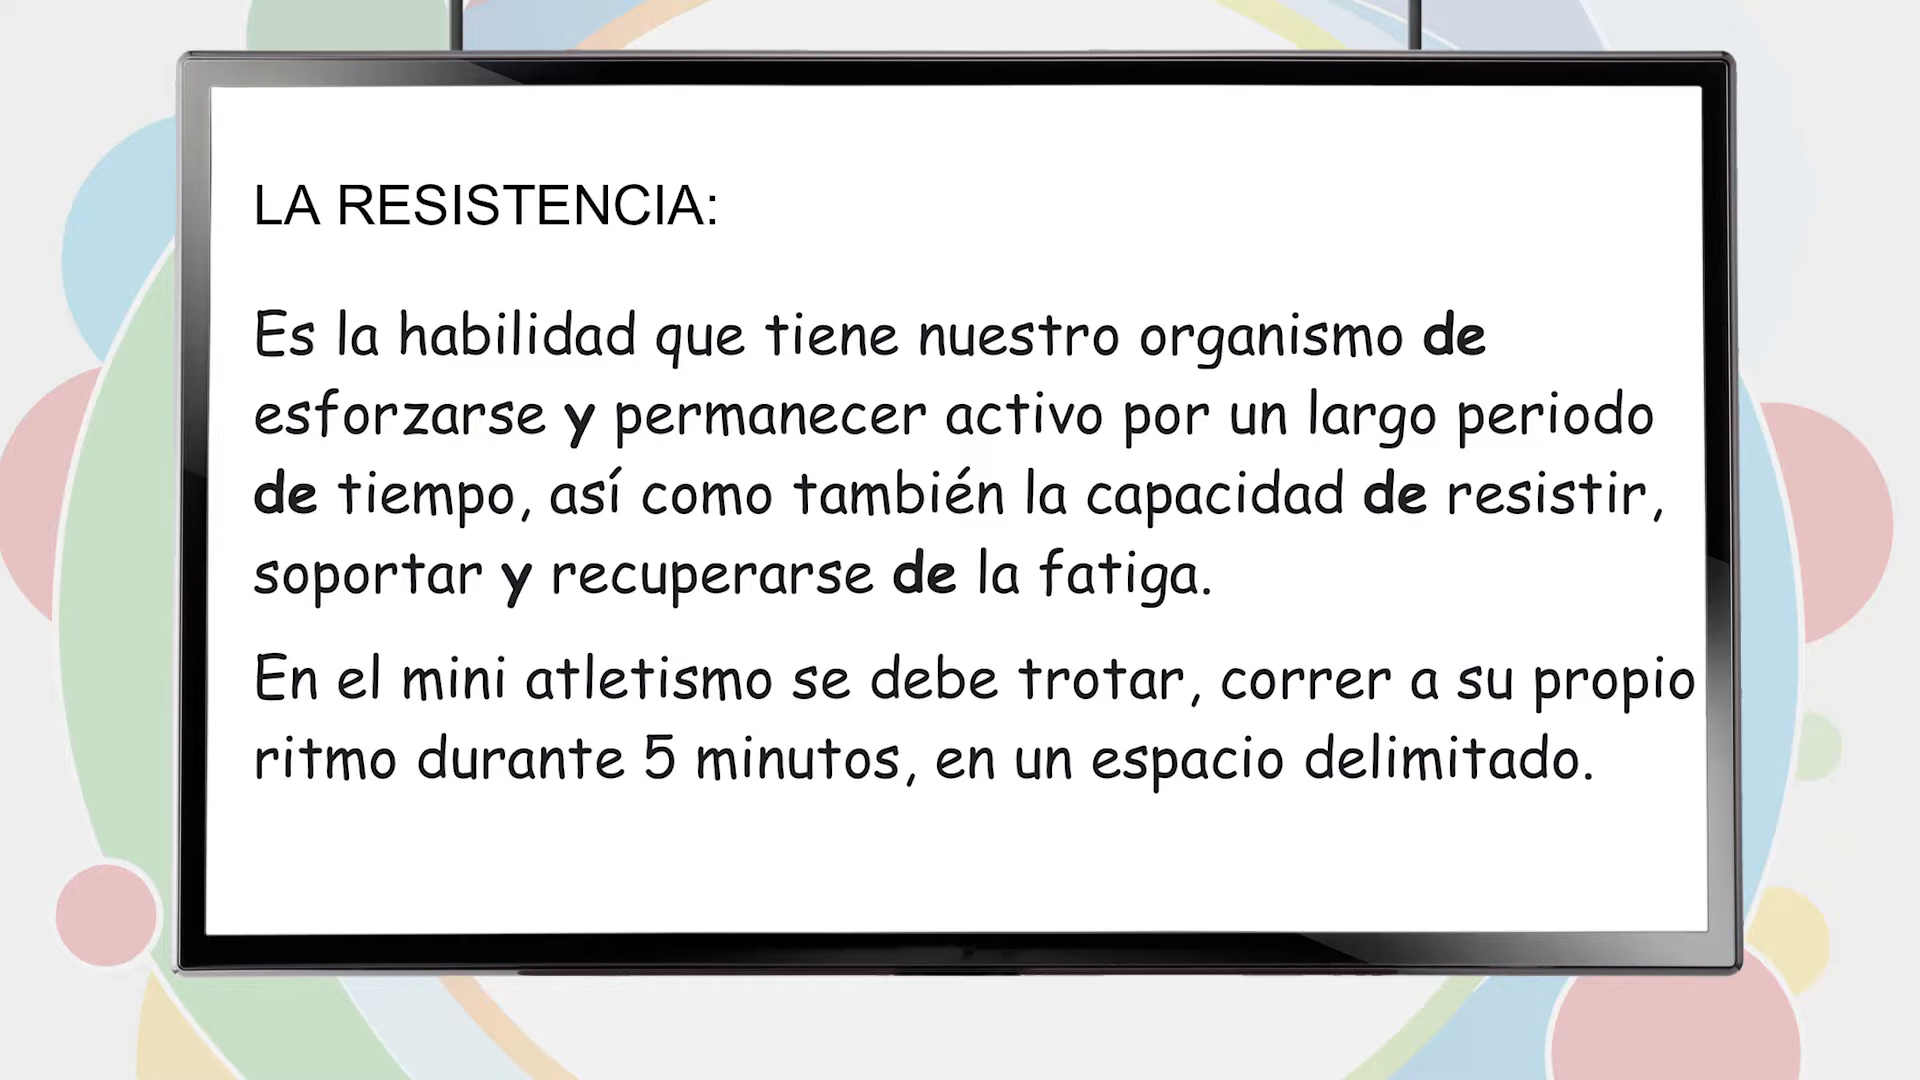 LA RESISTENCIA:
Es la habilidad que tiene nuestro organismo de
esforzarse y permanecer activo por un largo periodo
de tiempo, así como también la capacidad de resistir,
soportar y recuperarse de la fatiga.
En el mini atletismo se debe trotar, correr a su propio
ritmo durante 5 minutos, en un espacio delimitado.